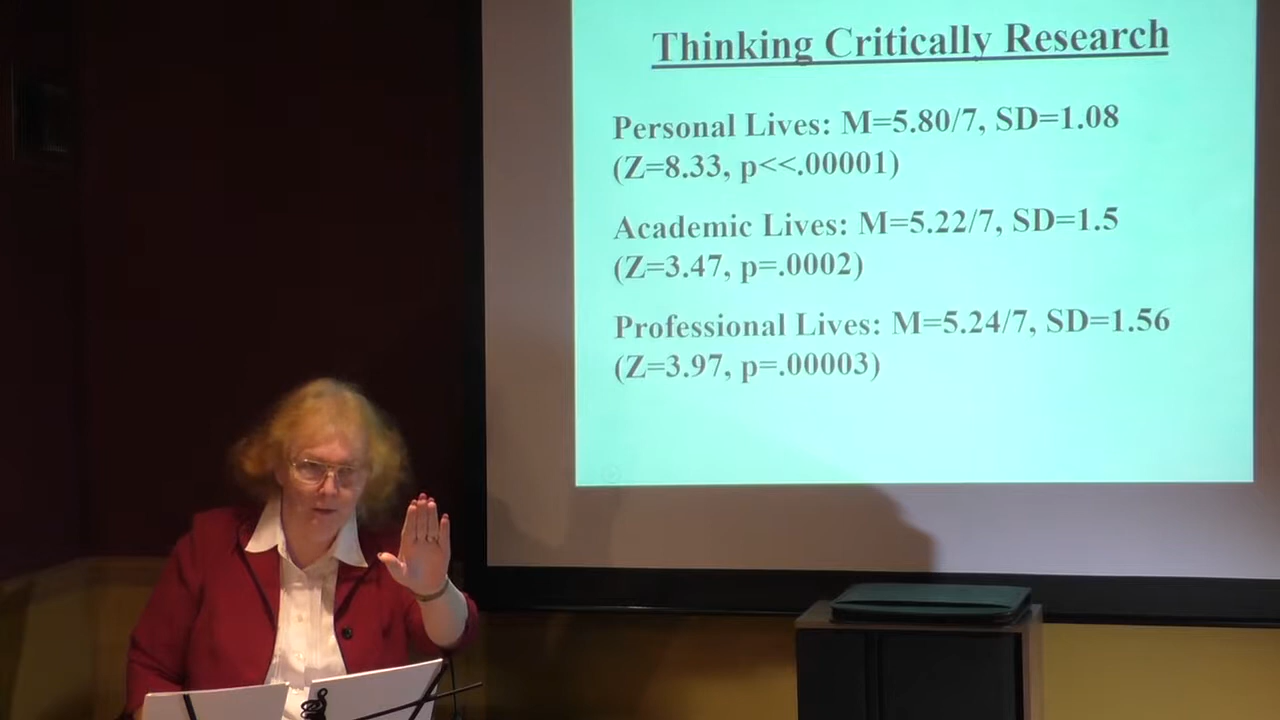 Thinking Critically Research
Personal Lives: M=5.80/7, SD=1.08
(Z=8.33, p<<.00001)
Academic Lives: M=5.22/7, SD=1.5
(Z=3.47, p=.0002)
Professional Lives: M=5.24/7, SD=1.56
(Z=3.97, p=.00003)